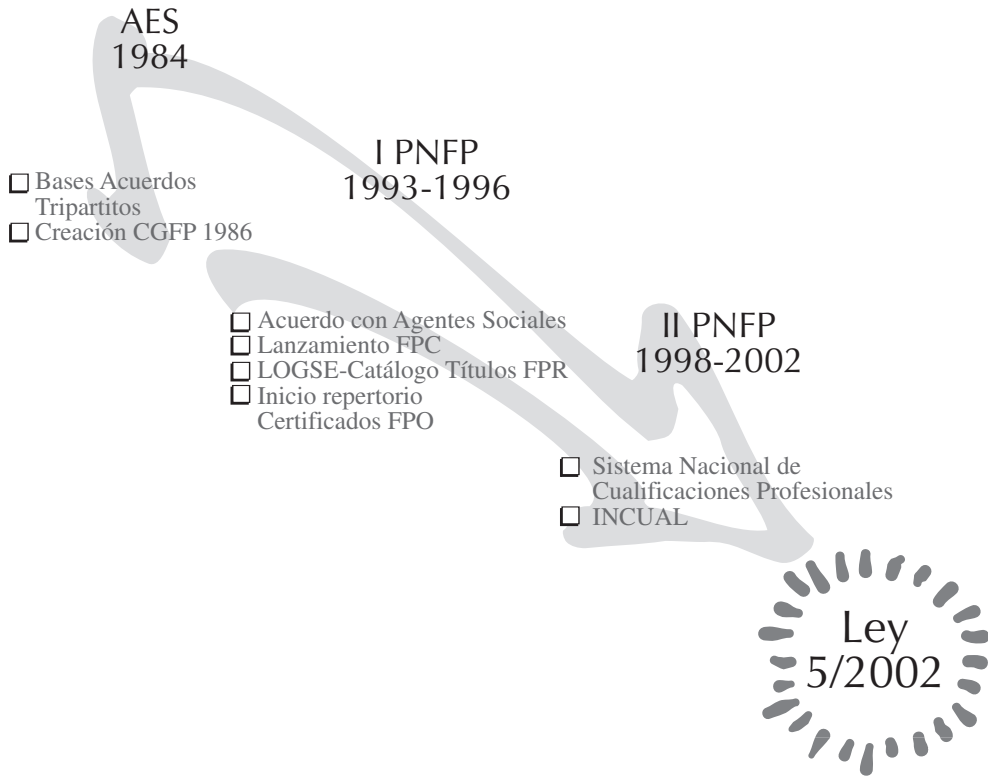 AES
1984
I PNFP
1993-1996
Bases Acuerdos
Tripartitos
Creación CGFP 1986
Acuerdo con Agentes Sociales
Lanzamiento FPC
LOGSE-Catálogo Títulos FPR
Inicio repertorio
Certificados FPO
II PNFP
1998-2002
Sistema Nacional de
Cualificaciones Profesionales
INCUAL
Ley
5/2002